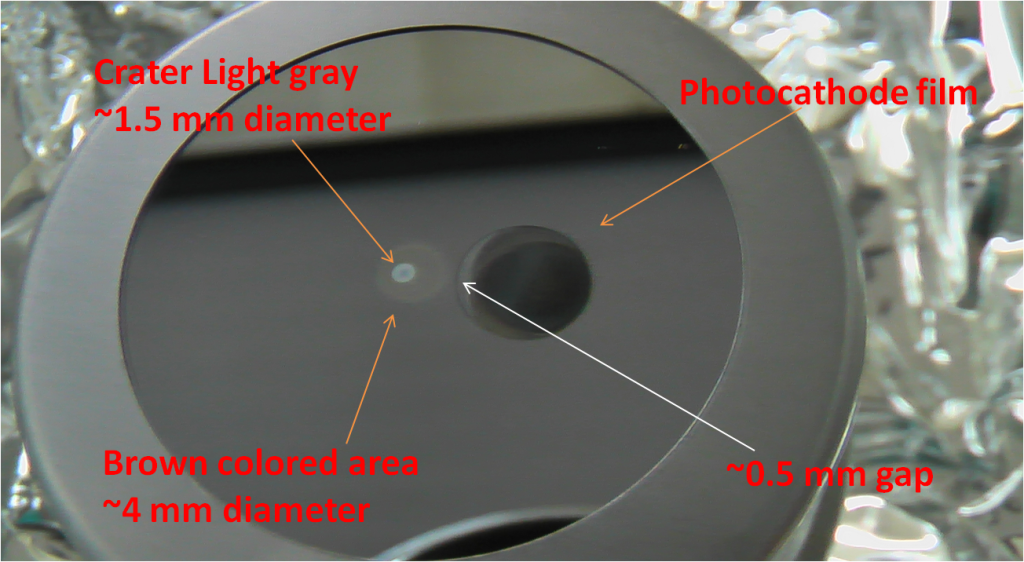 Crater Light gray
~1.5 mm diameter
Photocathode film
Brown colored area
~4 mm diameter
~0.5 mm gap